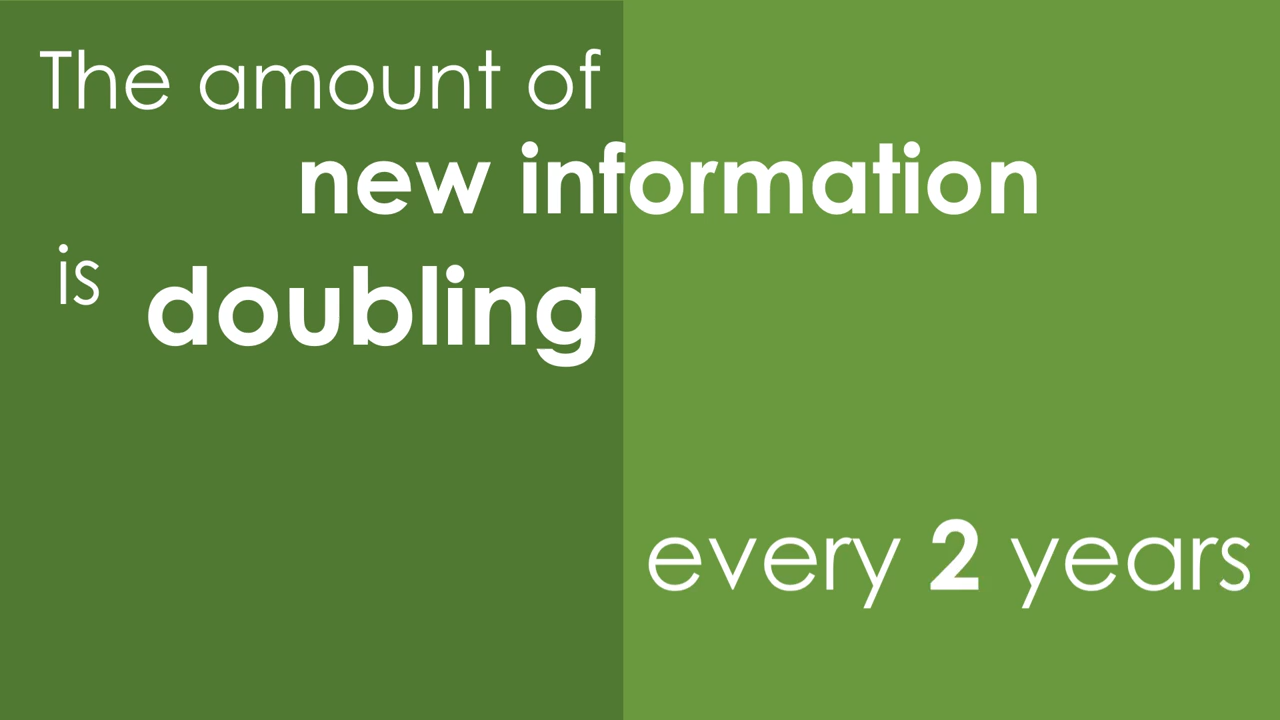 The amount of
new information
is doubling
every 2 years